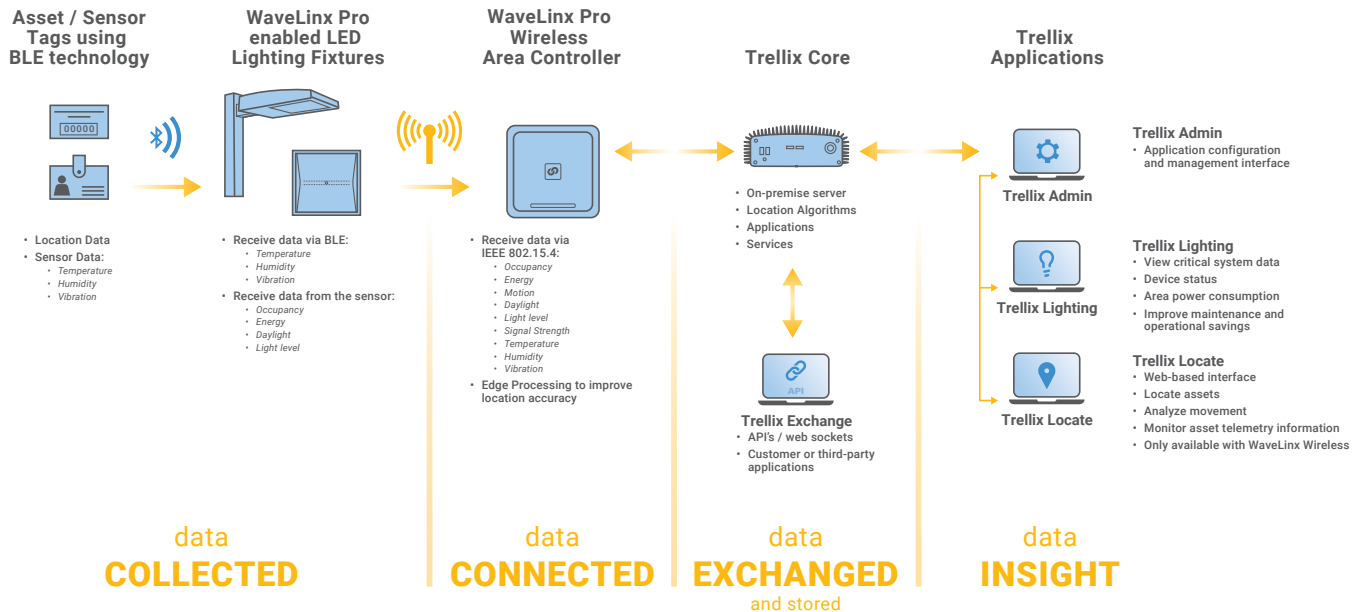 Asset / Sensor
Tags using
BLE technology
00000
• Location Data
• Sensor Data:
• Temperature
• Humidity
• Vibration
WaveLinx Pro
enabled LED
Lighting Fixtures
• Receive data via BLE:
• Temperature
• Humidity
• Vibration
• Receive data from the sensor:
• Occupancy
• Energy
• Daylight
• Light level
data
COLLECTED
WaveLinx Pro
Wireless
Area Controller
• Receive data via
IEEE 802.15.4:
• Occupancy
• Energy
• Motion
• Daylight
• Light level
• Signal Strength
• Temperature
• Humidity
• Vibration
• Edge Processing to improve
location accuracy
data
CONNECTED
Trellix Core
• On-premise server
• Location Algorithms
• Applications
• Services
API
Trellix Exchange
• API's / web sockets
• Customer or third-party
applications
data
EXCHANGED
and stored
Trellix
Applications
Trellix Admin
Trellix Admin
• Application configuration
and management interface
Trellix Lighting
Trellix Lighting
• View critical system data
• Device status
• Area power consumption
• Improve maintenance and
operational savings
Trellix Locate
Trellix Locate
• Web-based interface
• Locate assets
• Analyze movement
• Monitor asset telemetry information
• Only available with WaveLinx Wireless
data
INSIGHT